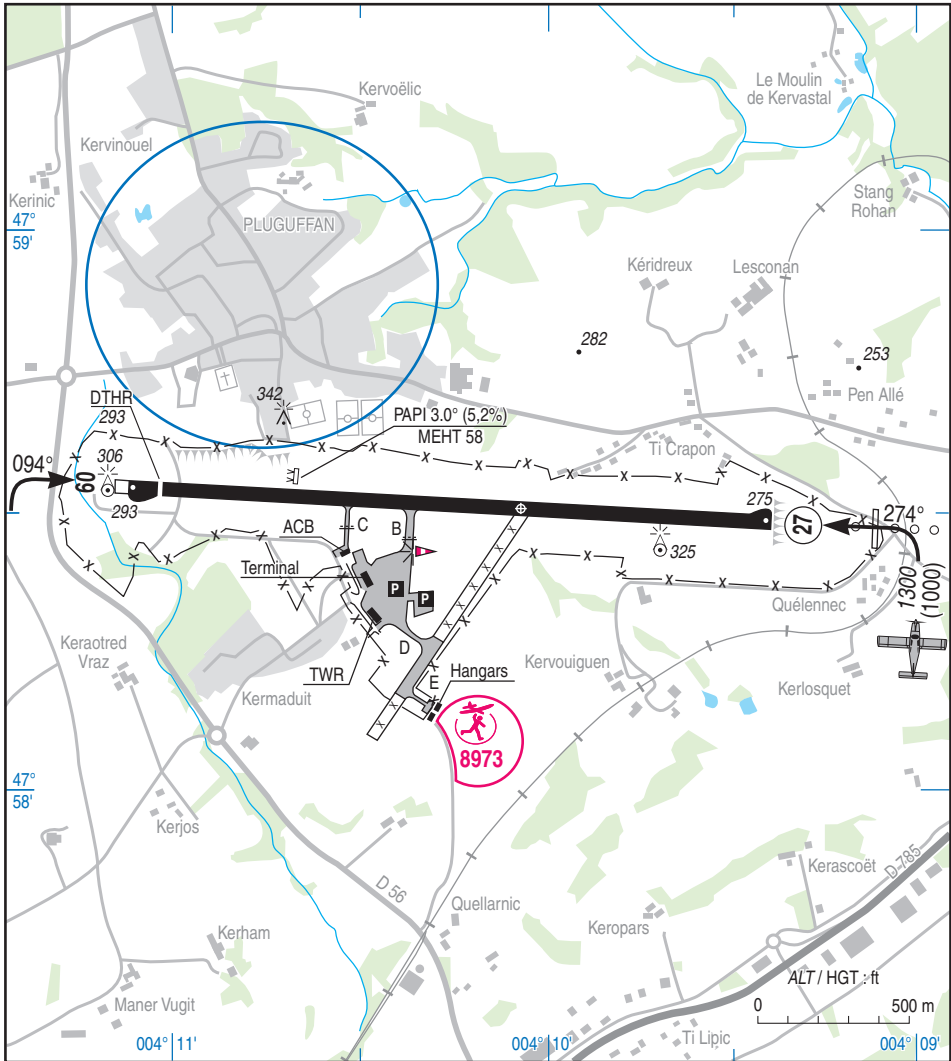 Kervoëlic
Le Moulin
de Kervastal
Kervinouel
Kerinic
Stang
Rohan
47°
59'
PLUGUFFAN
Kéridreux
Lesconan
282
253
Pen Allé
DTHR
293
342
PAPI 3.0° (5,2%)
MEHT 58
Ti Crapon
094°
09
306
293
275
27
274°
ACB
C
B
325
1300
(1000)
Terminal
P
P
Quélennec
Keraotred
Vraz
D
TWR
E
Hangars
Kervouiguen
Kerlosquet
Kermaduit
8973
47°
58'
Kerjos
Kerascoët
D 785
D 56
Quellarnic
Keropars
Kerham
ALT / HGT : ft
0
500 m
Maner Vugit
Ti Lipic
004° 11'
004° 10'
004° 09'